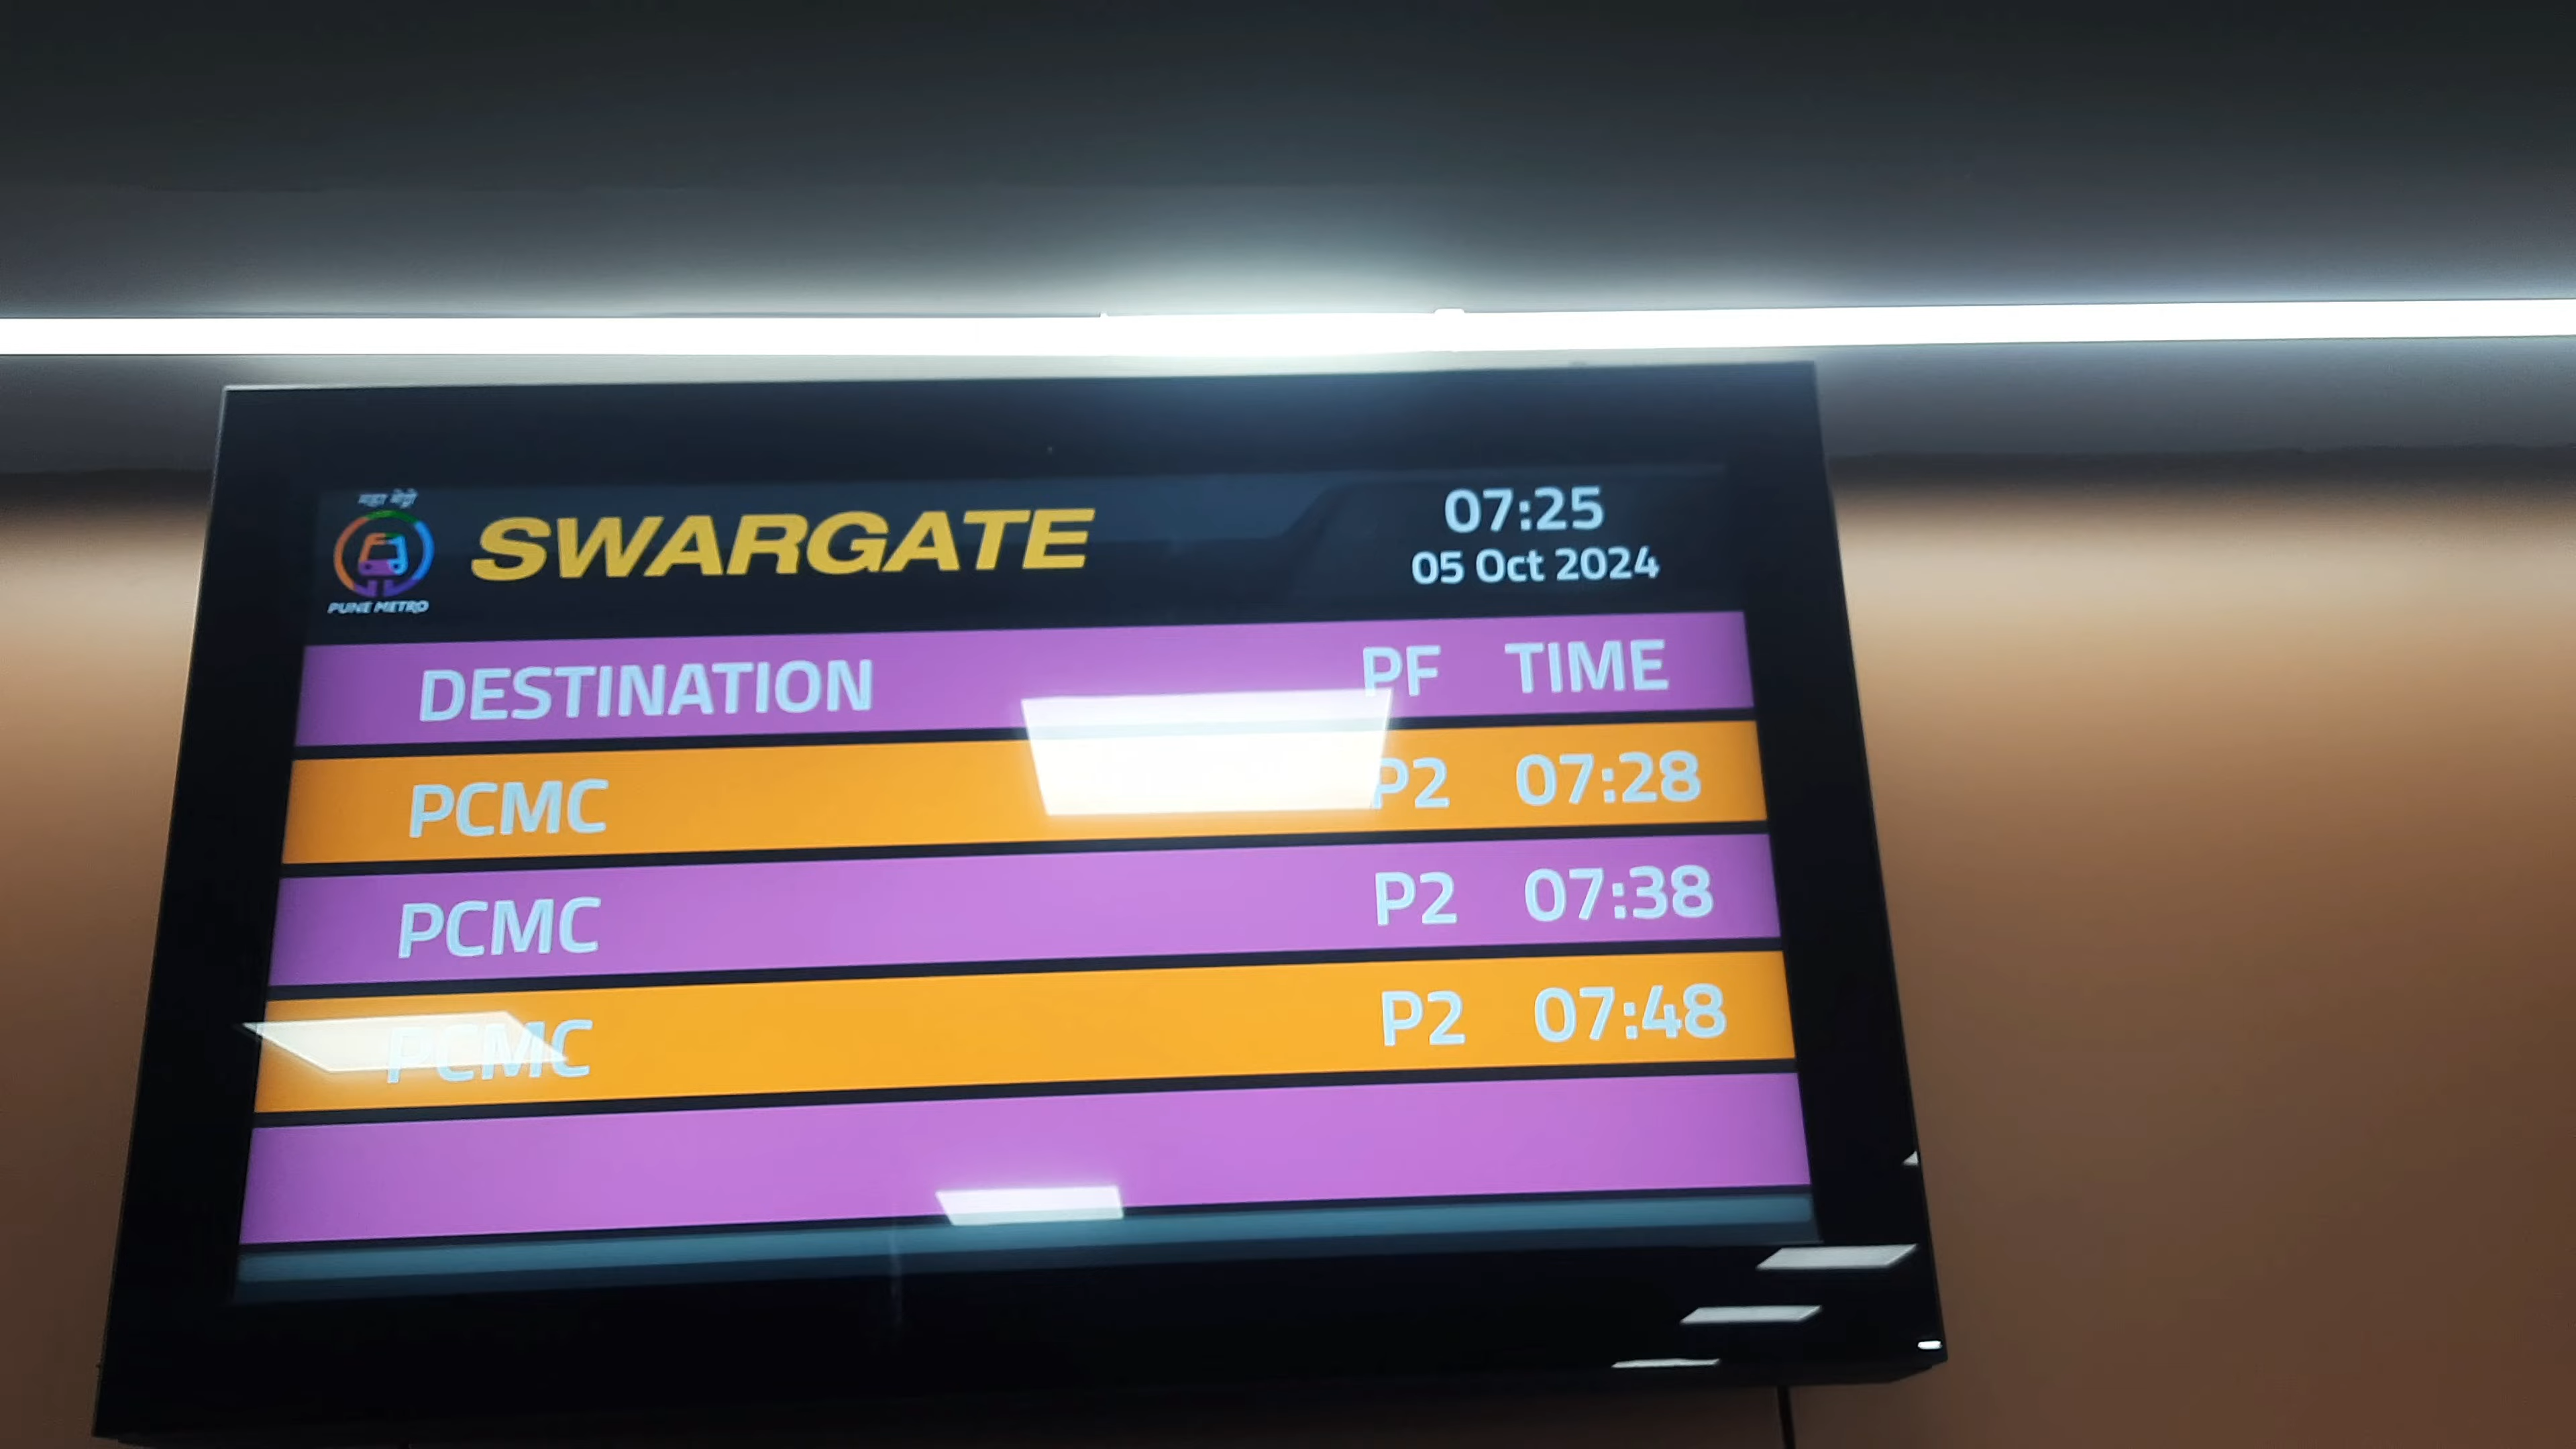 महा मेट्रो
PUNE METRO
SWARGATE
07:25
05 Oct 2024
DESTINATION PF TIME
PCMC P2 07:28
PCMC P2 07:38
PCMC P2 07:48